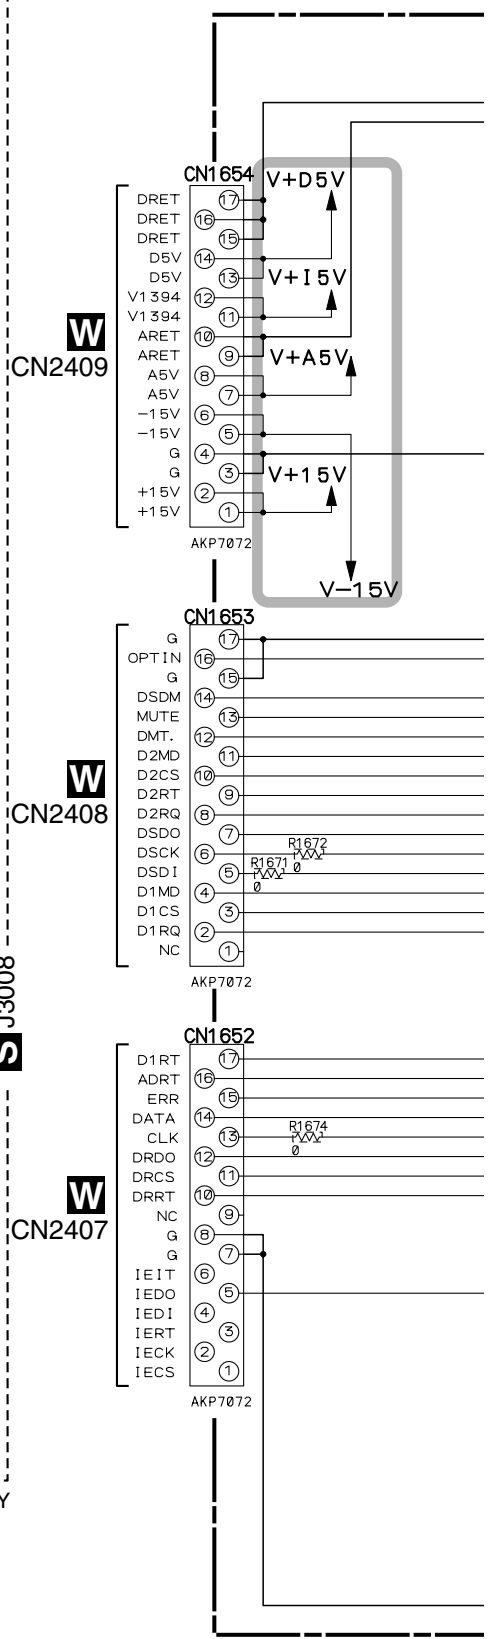 CN1654
V+D5V
DRET 17
DRET 16
DRET 15
D5V 14
D5V 13
V+I5V
V1394 12
V1394 11
W
CN2409
ARET 10
ARET 9
V+A5V
A5V 8
A5V 7
-15V 6
-15V 5
G 4
G 3
V+15V
+15V 2
+15V 1
AKP7072
V-15V
CN1653
G 17
OPTIN 16
G 15
DSDM 14
MUTE 13
DMT. 12
D2MD 11
W
CN2408
D2CS 10
D2RT 9
D2RQ 8
DSDO 7
DSCK 6
R1672
0
DSDI 5
R1671
0
D1MD 4
D1CS 3
D1RQ 2
NC 1
AKP7072
J3008
S
CN1652
D1RT 17
ADRT 16
ERR 15
DATA 14
CLK 13
R1674
0
DRDO 12
DRCS 11
DRRT 10
W
CN2407
NC 9
G 8
G 7
IEIT 6
IEDO 5
IEDI 4
IERT 3
IECK 2
IECS 1
AKP7072
Y